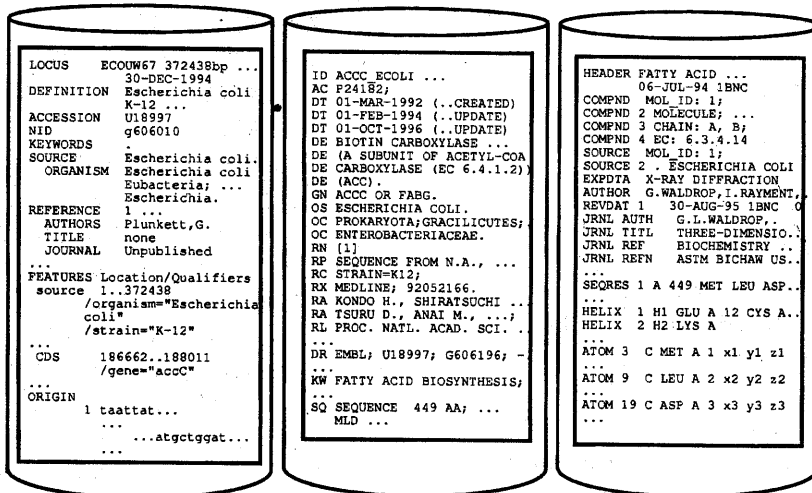 LOCUS ECOUW67 372438bp ...
30-DEC-1994
DEFINITION Escherichia coli
K-12 ...
ACCESSION U18997
NID g606010
KEYWORDS .
SOURCE Escherichia coli.
ORGANISM Escherichia coli
Eubacteria; ...
Escherichia.
REFERENCE 1 ...
AUTHORS Plunkett,G.
TITLE none
JOURNAL Unpublished
...
FEATURES Location/Qualifiers
source 1..372438
/organism="Escherichia
coli"
/strain="K-12"
...
CDS 186662..188011
/gene="accC"
...
ORIGIN
1 taattat...
...
...atgctggat...
...
ID ACCC_ECOLI ...
AC P24182;
DT 01-MAR-1992 (..CREATED)
DT 01-FEB-1994 (..UPDATE)
DT 01-OCT-1996 (..UPDATE)
DE BIOTIN CARBOXYLASE ...
DE (A SUBUNIT OF ACETYL-COA
DE CARBOXYLASE (EC 6.4.1.2))
DE (ACC).
GN ACCC OR FABG.
OS ESCHERICHIA COLI.
OC PROKARYOTA;GRACILICUTES;
OC ENTEROBACTERIACEAE.
RN [1]
RP SEQUENCE FROM N.A., ...
RC STRAIN=K12;
RX MEDLINE; 92052166.
RA KONDO H., SHIRATSUCHI ..
RA TSURU D., ANAI M., ...;
RL PROC. NATL. ACAD. SCI. ..
...
DR EMBL; U18997; G606196; -
...
KW FATTY ACID BIOSYNTHESIS;
...
SQ SEQUENCE 449 AA; ...
MLD ...
HEADER FATTY ACID ...
06-JUL-94 1BNC
COMPND MOL_ID: 1;
COMPND 2 MOLECULE; ...
COMPND 3 CHAIN: A, B;
COMPND 4 EC: 6.3.4.14
SOURCE MOL_ID: 1;
SOURCE 2 . ESCHERICHIA COLI
EXPDTA X-RAY DIFFRACTION
AUTHOR G.WALDROP,I.RAYMENT,.
REVDAT 1 30-AUG-95 1BNC 0
JRNL AUTH G.L.WALDROP,.
JRNL TITL THREE-DIMENSIO..
JRNL REF BIOCHEMISTRY ..
JRNL REFN ASTM BICHAW US..
...
SEQRES 1 A 449 MET LEU ASP..
...
HELIX 1 H1 GLU A 12 CYS A..
HELIX 2 H2 LYS A
...
ATOM 3 C MET A 1 x1 y1 z1
...
ATOM 9 C LEU A 2 x2 y2 z2
...
ATOM 19 C ASP A 3 x3 y3 z3
...